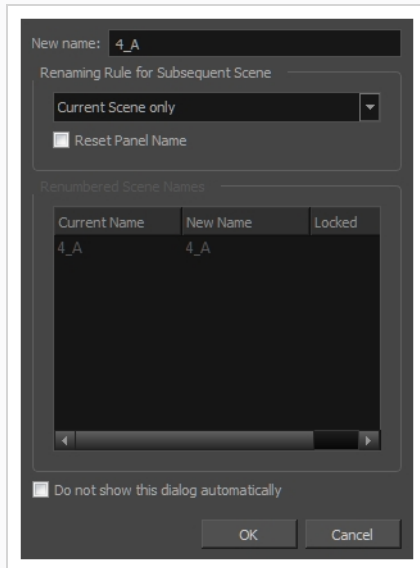 New name: 4_A
Renaming Rule for Subsequent Scene
Current Scene only
Reset Panel Name
Renumbered Scene Names
Current Name New Name Locked
4_A 4_A
Do not show this dialog automatically
OK Cancel